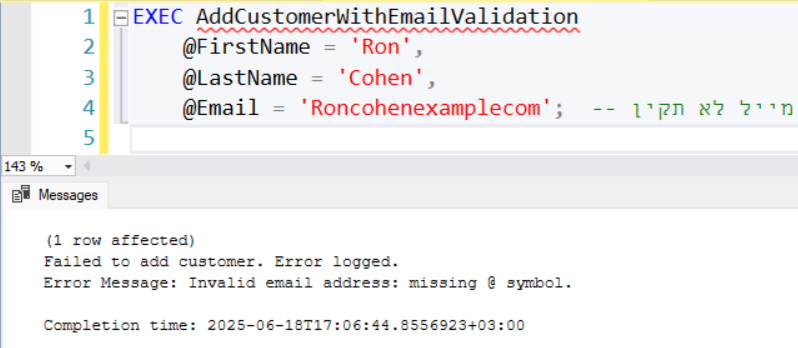 1 EXEC AddCustomerWithEmailValidation
2 @FirstName = 'Ron',
3 @LastName = 'Cohen',
4 @Email = 'Roncohenexamplecom'; -- מייל לא תקין
5
143 %
Messages
(1 row affected)
Failed to add customer. Error logged.
Error Message: Invalid email address: missing @ symbol.
Completion time: 2025-06-18T17:06:44.8556923+03:00